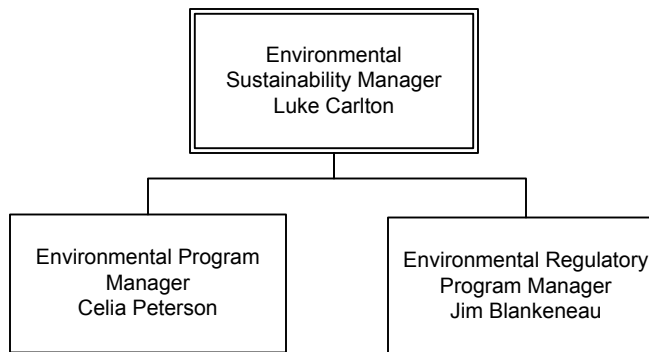 Environmental
Sustainability Manager
Luke Carlton
Environmental Program
Manager
Celia Peterson
Environmental Regulatory
Program Manager
Jim Blankeneau